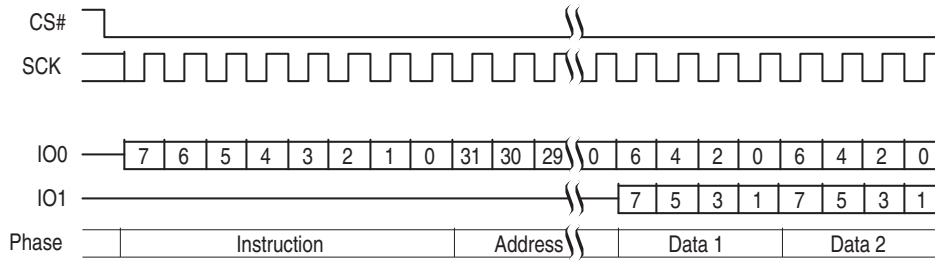 CS#
SCK
IO0 7 6 5 4 3 2 1 0 31 30 29 0 6 4 2 0 6 4 2 0
IO1 7 5 3 1 7 5 3 1
Phase Instruction Address Data 1 Data 2